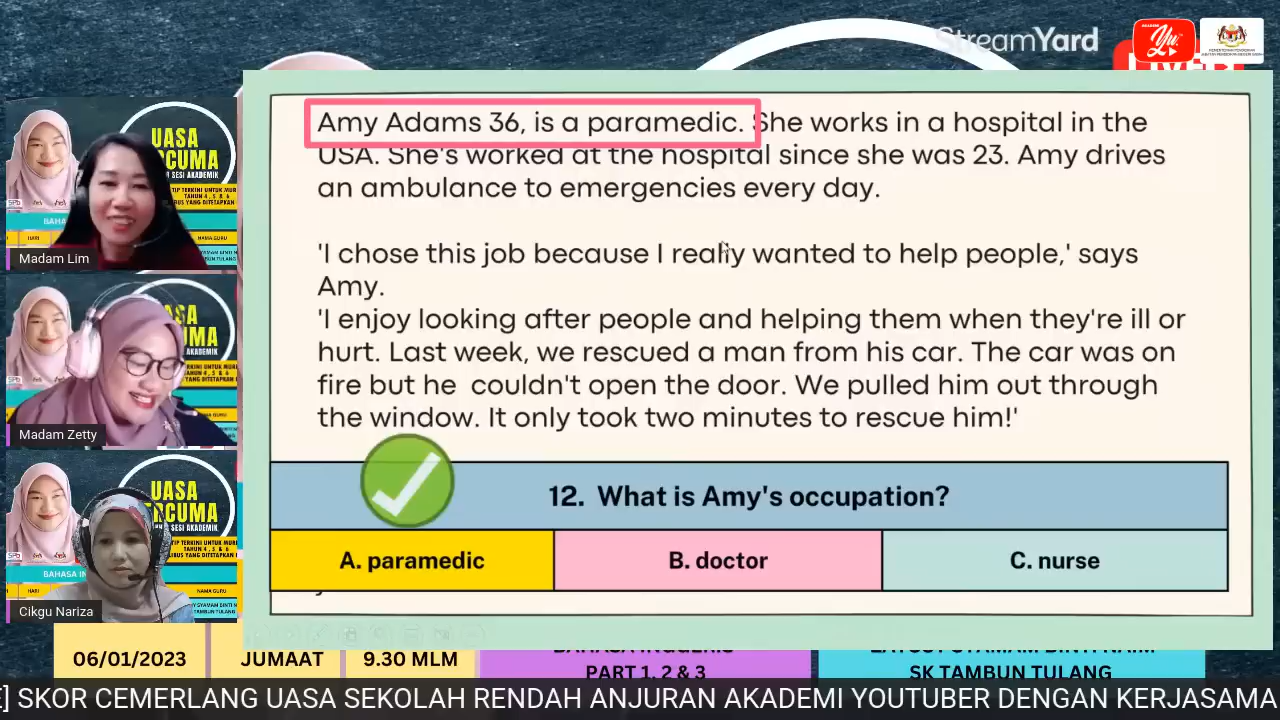 StreamYard
Amy Adams 36, is a paramedic. She works in a hospital in the
USA. She's worked at the hospital since she was 23. Amy drives
an ambulance to emergencies every day.
'I chose this job because I really wanted to help people,' says
Amy.
'I enjoy looking after people and helping them when they're ill or
hurt. Last week, we rescued a man from his car. The car was on
fire but he couldn't open the door. We pulled him out through
the window. It only took two minutes to rescue him!'
12. What is Amy's occupation?
A. paramedic
B. doctor
C. nurse
UASA
Madam Lim
Madam Zetty
UASA
Cikgu Nariza
06/01/2023
JUMAAT
9.30 MLM
PART 1, 2 & 3
SK TAMBUN TULANG
] SKOR CEMERLANG UASA SEKOLAH RENDAH ANJURAN AKADEMI YOUTUBER DENGAN KERJASAMA